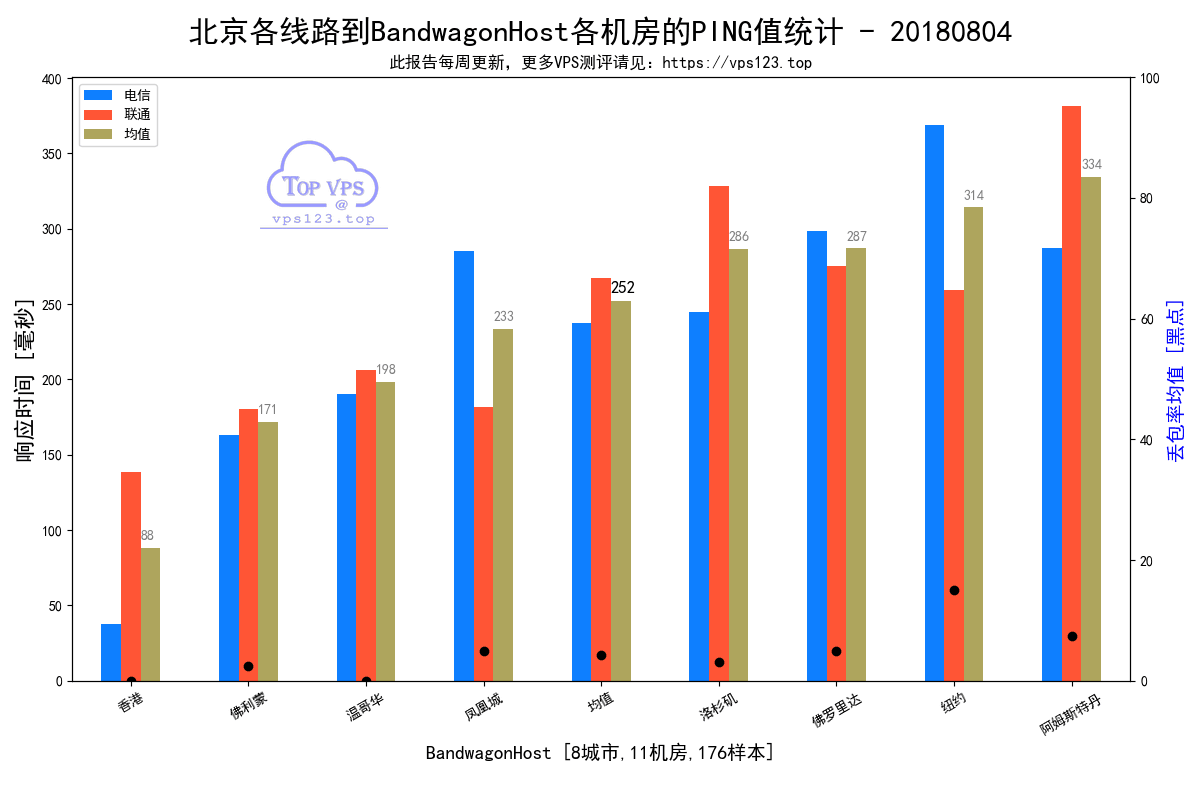 北京各线路到BandwagonHost各机房的PING值统计 - 20180804
此报告每周更新，更多VPS测评请见：https://vps123.top
电信
联通
均值
TOP VPS
@
vps123.top
响应时间 [毫秒]
400
350
300
250
200
150
100
50
0
88
171
198
233
252
286
287
314
334
100
80
60
40
20
0
丢包率均值 [黑点]
香港
佛利蒙
温哥华
凤凰城
均值
洛杉矶
佛罗里达
纽约
阿姆斯特丹
BandwagonHost [8城市,11机房,176样本]